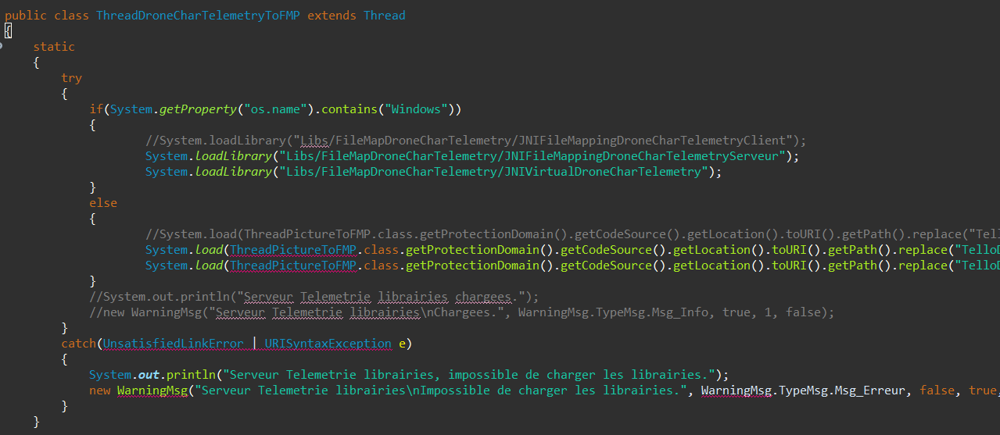 public class ThreadDroneCharTelemetryToFMP extends Thread
{
static
{
try
{
if(System.getProperty("os.name").contains("Windows"))
{
//System.loadLibrary("Libs/FileMapDroneCharTelemetry/JNIFileMappingDroneCharTelemetryClient");
System.loadLibrary("Libs/FileMapDroneCharTelemetry/JNIFileMappingDroneCharTelemetryServeur");
System.loadLibrary("Libs/FileMapDroneCharTelemetry/JNIVirtualDroneCharTelemetry");
}
else
{
//System.load(ThreadPictureToFMP.class.getProtectionDomain().getCodeSource().getLocation().toURI().getPath().replace("Tell
System.load(ThreadPictureToFMP.class.getProtectionDomain().getCodeSource().getLocation().toURI().getPath().replace("TelloD
System.load(ThreadPictureToFMP.class.getProtectionDomain().getCodeSource().getLocation().toURI().getPath().replace("TelloD
}
//System.out.println("Serveur Telemetrie librairies chargees.");
//new WarningMsg("Serveur Telemetrie librairies\nChargees.", WarningMsg.TypeMsg.Msg_Info, true, 1, false);
}
catch(UnsatisfiedLinkError | URISyntaxException e)
{
System.out.println("Serveur Telemetrie librairies, impossible de charger les librairies.");
new WarningMsg("Serveur Telemetrie librairies\nImpossible de charger les librairies.", WarningMsg.TypeMsg.Msg_Erreur, false, true,
}
}